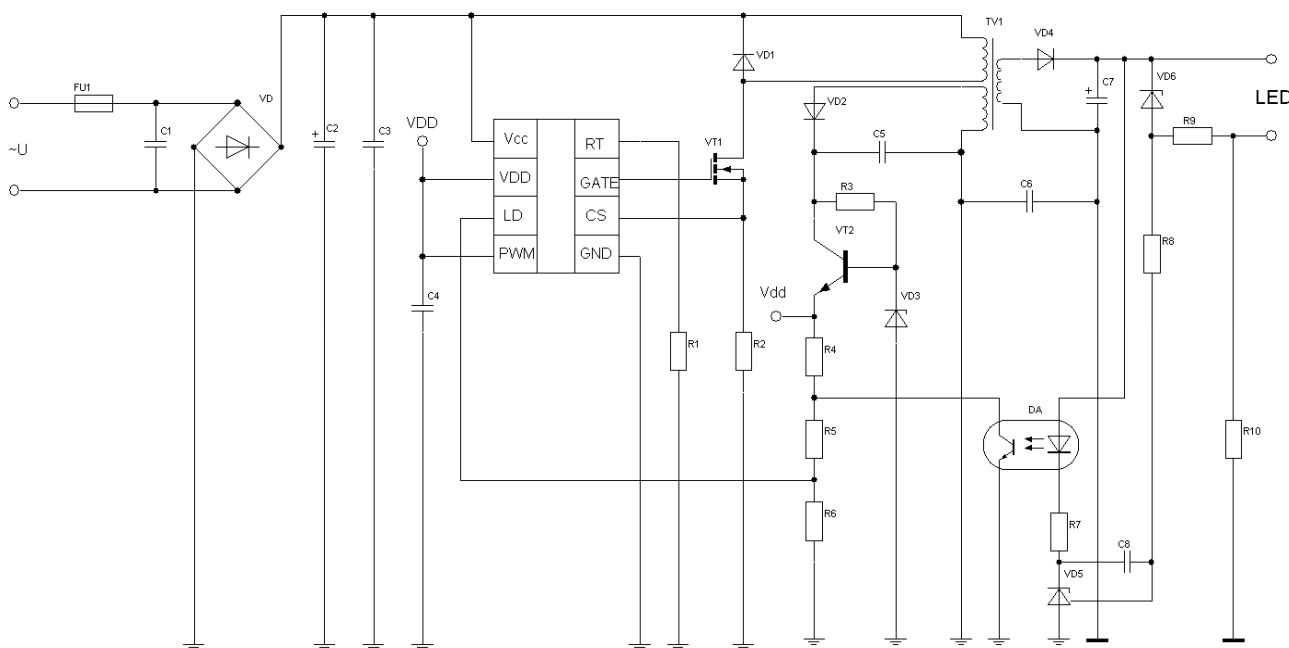 TV1
VD4
C7
VD6
LED
VD1
FU1
VD
VD2
R9
C1
C2
C3
VDD
~U
Vcc
RT
VT1
C5
VDD
GATE
R3
C6
LD
CS
VT2
R8
PWM
GND
C4
Vdd
VD3
R1
R2
R4
DA
R5
R10
R6
R7
C8
VD5
+
+